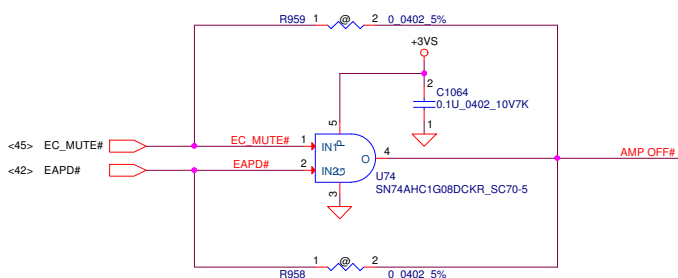 R959 1 @ 2 0_0402_5%
+3VS
2
C1064
0.1U_0402_10V7K
1
5
<45> EC_MUTE# EC_MUTE# 1 IN1 P
O 4 AMP OFF#
<42> EAPD# EAPD# 2 IN2 G
U74
SN74AHC1G08DCKR_SC70-5
3
1 @ 2
R958 0_0402_5%